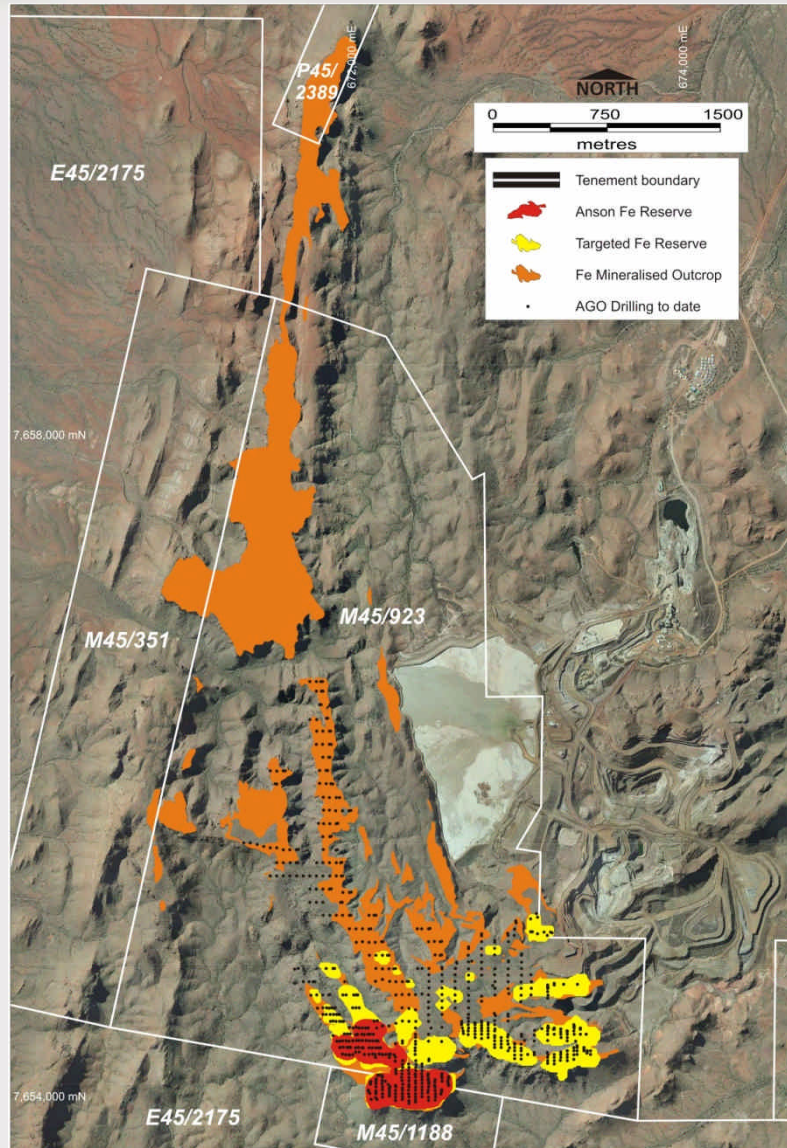 672,000 mE
674,000 mE
P45/
2389
NORTH
0 750 1500
metres
E45/2175
Tenement boundary
Anson Fe Reserve
Targeted Fe Reserve
Fe Mineralised Outcrop
AGO Drilling to date
7,658,000 mN
M45/923
M45/351
7,654,000 mN
E45/2175
M45/1188